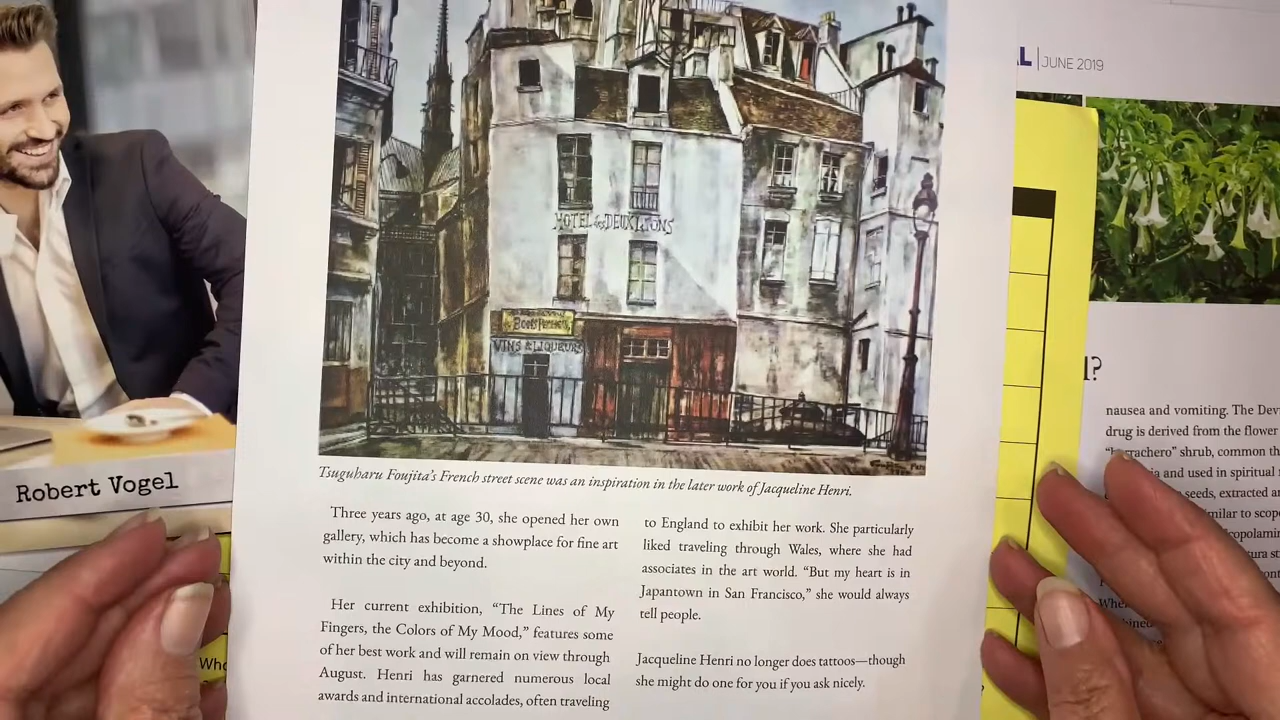 L | JUNE 2019
HOTEL des DEUX LIONS
VINS & LIQUEURS
Tsuguharu Foujita's French street scene was an inspiration in the later work of Jacqueline Henri.
Three years ago, at age 30, she opened her own
gallery, which has become a showplace for fine art
within the city and beyond.
Her current exhibition, “The Lines of My
Fingers, the Colors of My Mood,” features some
of her best work and will remain on view through
August. Henri has garnered numerous local
awards and international accolades, often traveling
to England to exhibit her work. She particularly
liked traveling through Wales, where she had
associates in the art world. “But my heart is in
Japantown in San Francisco,” she would always
tell people.
Jacqueline Henri no longer does tattoos—though
she might do one for you if you ask nicely.
Robert Vogel
Who
?
nausea and vomiting. The Dev
drug is derived from the flower
shrub, common th
and used in spiritual
seeds, extracted a
similar to scop